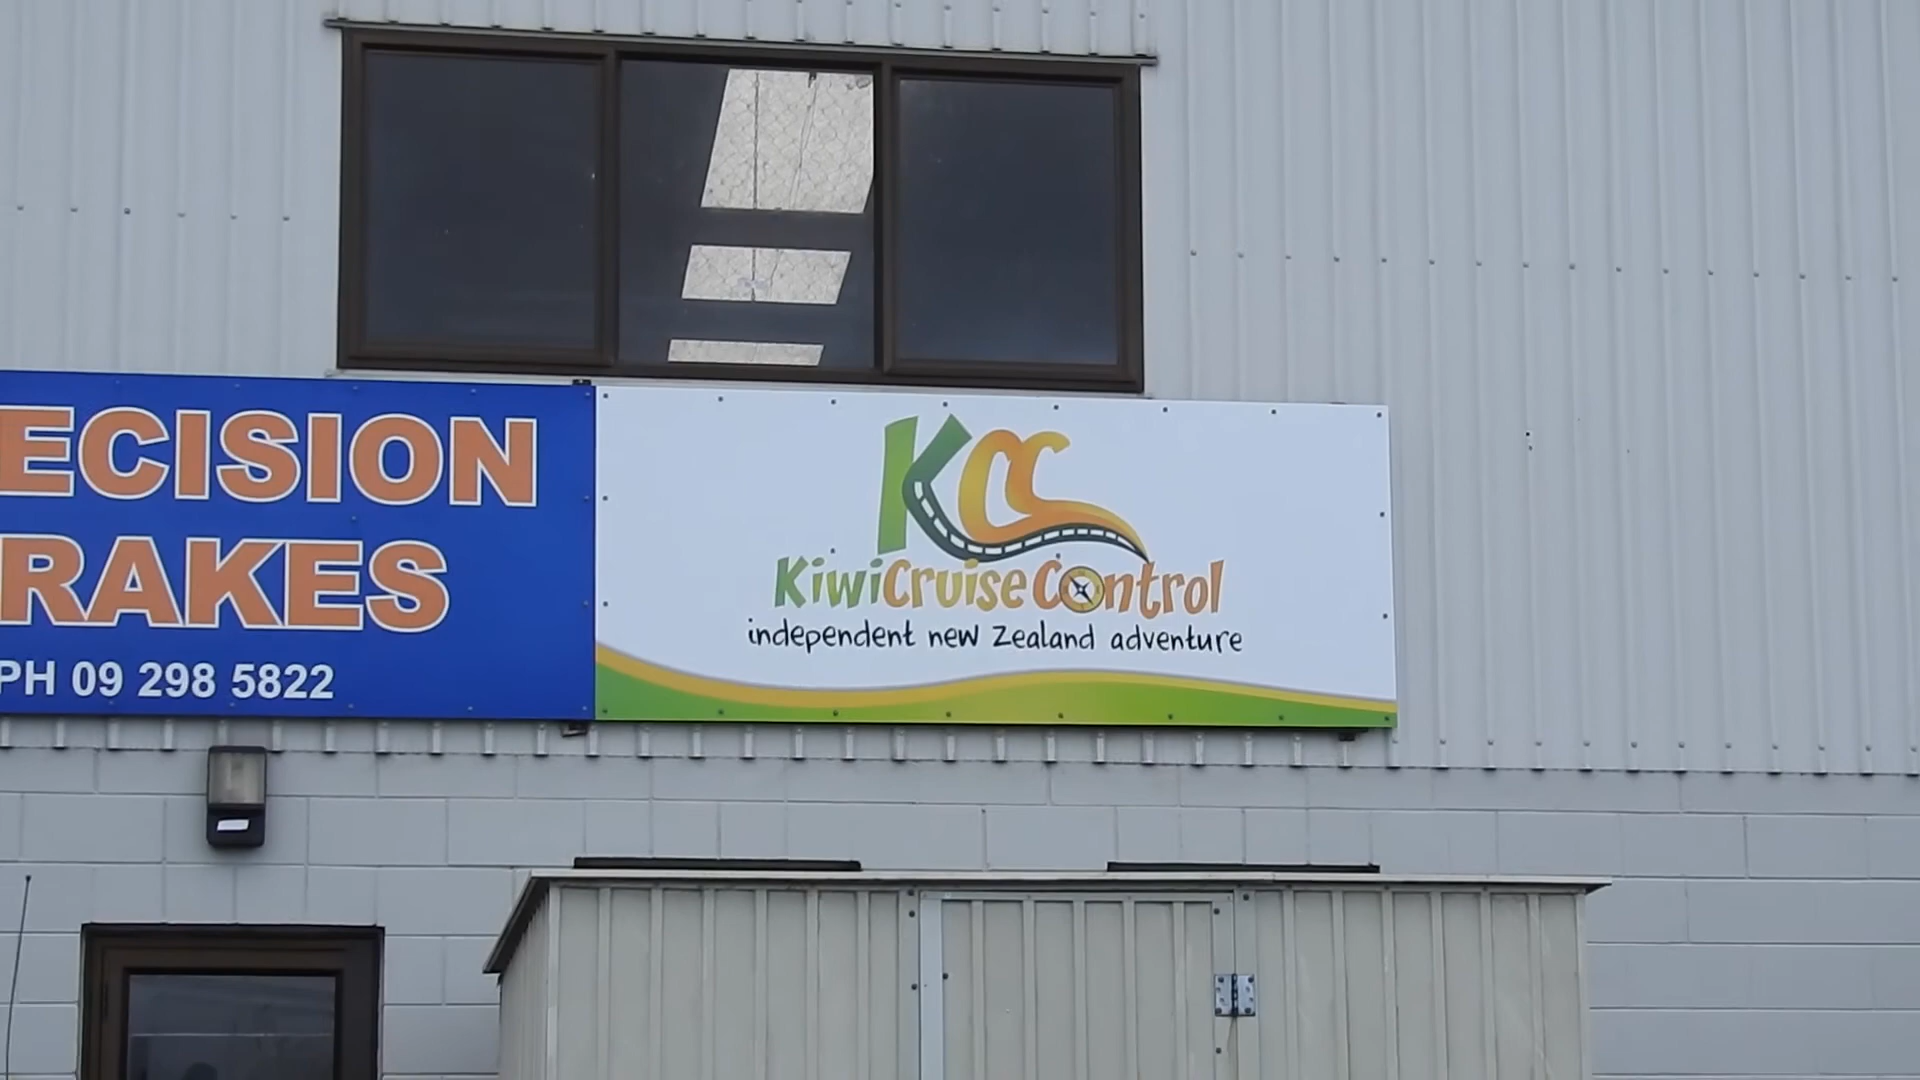 ECISION
RAKES
PH 09 298 5822
KCC
KiwiCruiseControl
independent new Zealand adventure